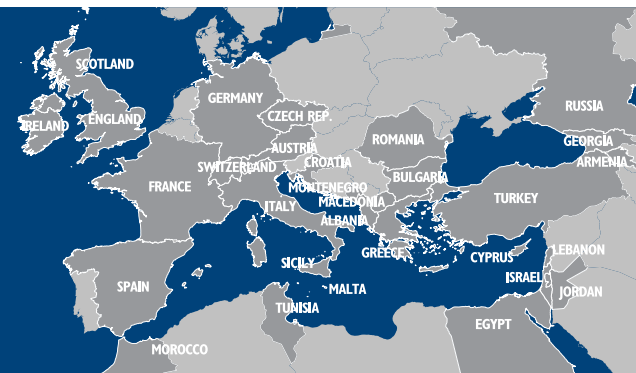 SCOTLAND
GERMANY
RUSSIA
CZECH REP.
ENGLAND
IRELAND
ROMANIA
GEORGIA
AUSTRIA
CROATIA
ARMENIA
SWITZERLAND
BULGARIA
FRANCE
MONTENEGRO
TURKEY
MACEDONIA
ITALY
ALBANIA
LEBANON
GREECE
CYPRUS
SICILY
ISRAEL
SPAIN
MALTA
JORDAN
TUNISIA
EGYPT
MOROCCO